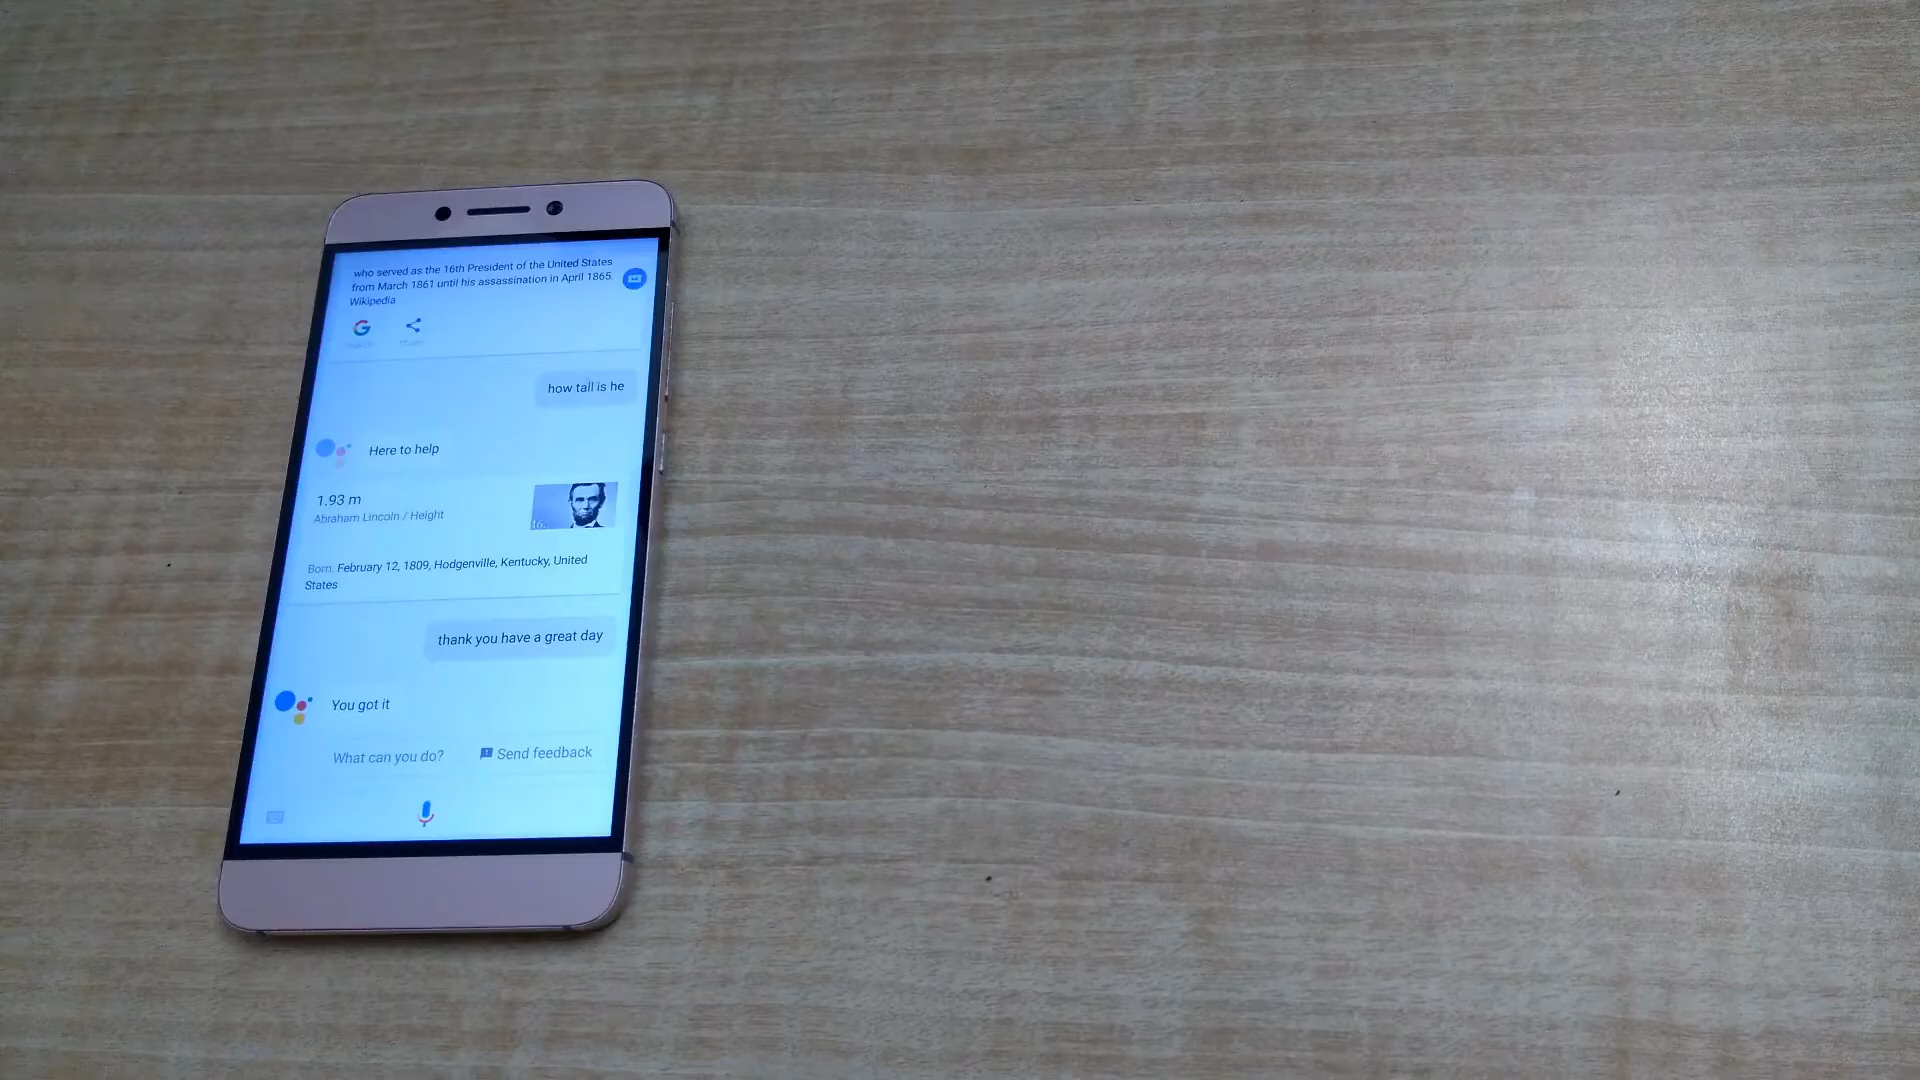 who served as the 16th President of the United States
from March 1861 until his assassination in April 1865.
Wikipedia
how tall is he
Here to help
1.93 m
Abraham Lincoln / Height
16.
Born. February 12, 1809, Hodgenville, Kentucky, United
States
thank you have a great day
You got it
What can you do?
Send feedback